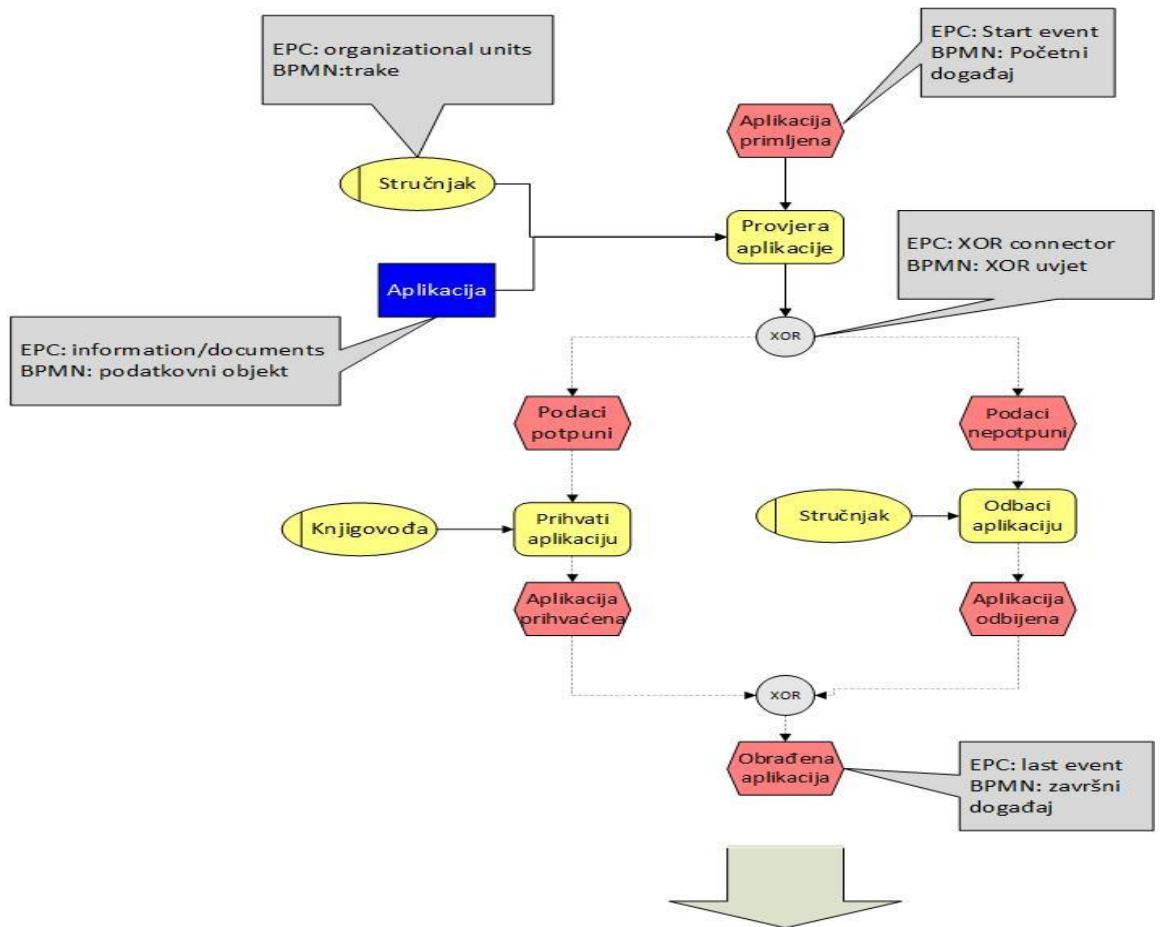 EPC: organizational units
BPMN:trake
EPC: Start event
BPMN: Početni
događaj
Aplikacija
primljena
Stručnjak
Provjera
aplikacije
EPC: XOR connector
BPMN: XOR uvjet
Aplikacija
EPC: information/documents
BPMN: podatkovni objekt
XOR
Podaci
potpuni
Podaci
nepotpuni
Knjigovođa
Prihvati
aplikaciju
Stručnjak
Odbaci
aplikaciju
Aplikacija
prihvaćena
Aplikacija
odbijena
XOR
Obrađena
aplikacija
EPC: last event
BPMN: završni
događaj